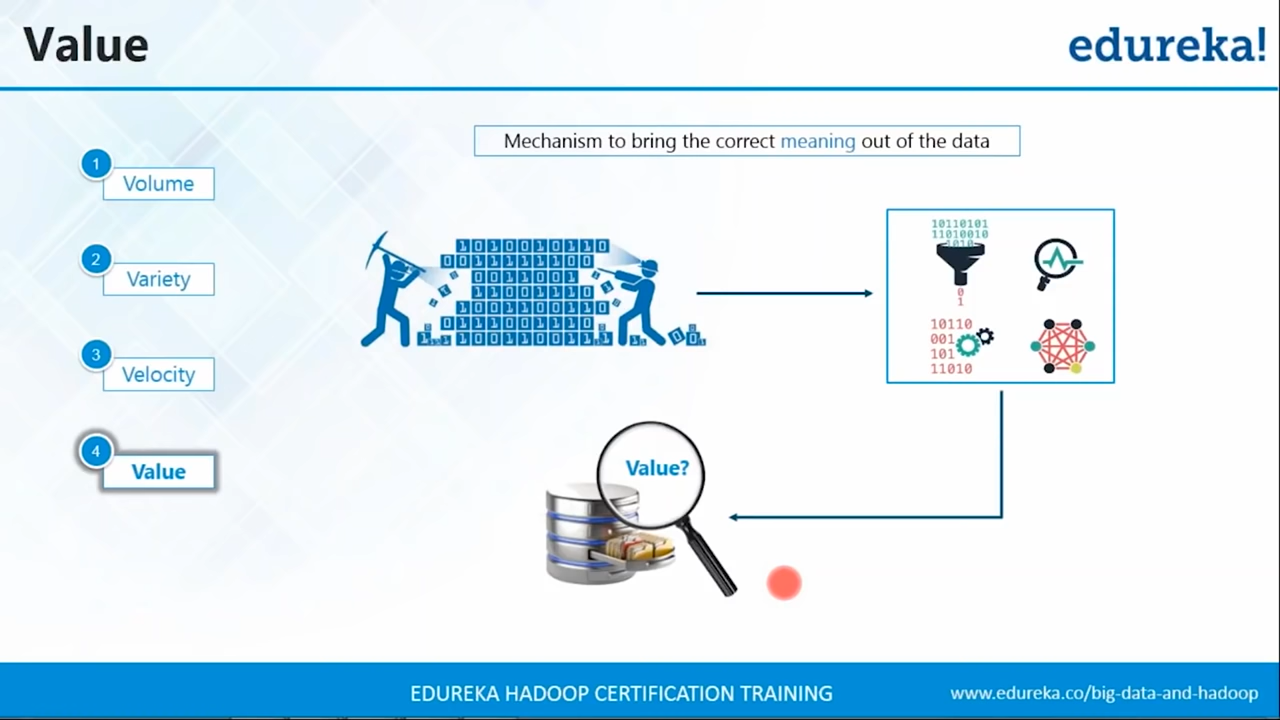 Value
edureka!
Mechanism to bring the correct meaning out of the data
1
Volume
2
Variety
3
Velocity
4
Value
10110101
11010010
1010
0
1
10110
001
101
11010
Value?
EDUREKA HADOOP CERTIFICATION TRAINING
www.edureka.co/big-data-and-hadoop